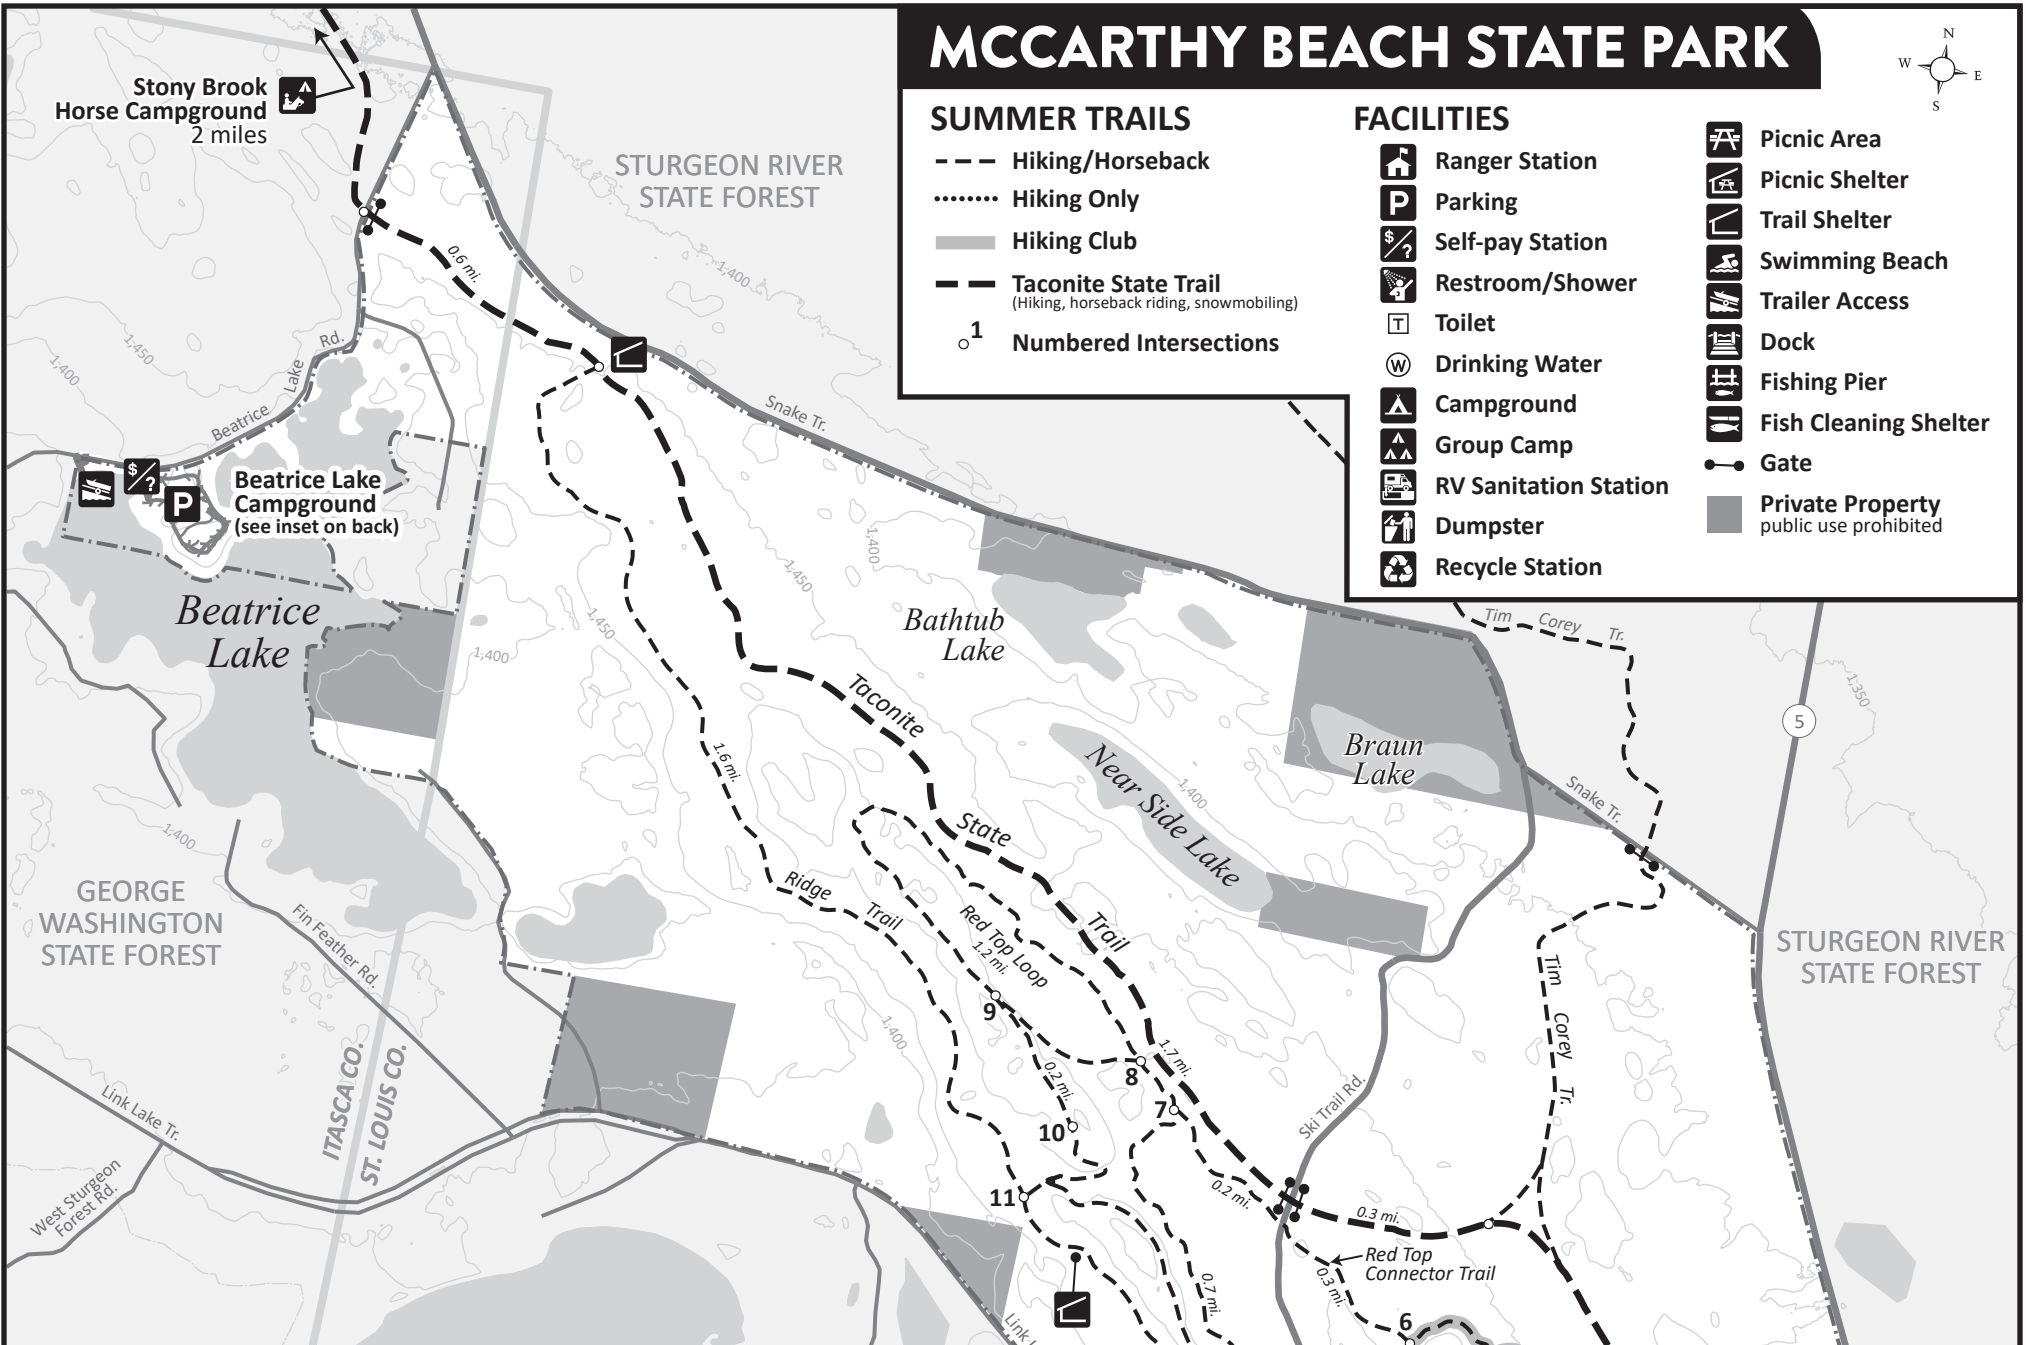 MCCARTHY BEACH STATE PARK
N
W
E
S
SUMMER TRAILS
Hiking/Horseback
Hiking Only
Hiking Club
Taconite State Trail
(Hiking, horseback riding, snowmobiling)
1
Numbered Intersections
FACILITIES
Ranger Station
P
Parking
$/?
Self-pay Station
Restroom/Shower
T
Toilet
W
Drinking Water
Campground
Group Camp
RV Sanitation Station
Dumpster
Recycle Station
Picnic Area
Picnic Shelter
Trail Shelter
Swimming Beach
Trailer Access
Dock
Fishing Pier
Fish Cleaning Shelter
Gate
Private Property
public use prohibited
Stony Brook
Horse Campground
2 miles
STURGEON RIVER
STATE FOREST
0.6 mi.
1,400
1,450
1,400
Beatrice Lake Rd.
Snake Tr.
$/?
P
Beatrice Lake
Campground
(see inset on back)
1,400
1,450
1,450
1,400
Beatrice
Lake
Bathtub
Lake
Tim Corey Tr.
1,350
5
Taconite
State
Trail
1.6 mi.
Near Side Lake
1,400
Braun
Lake
Snake Tr.
1,400
GEORGE
WASHINGTON
STATE FOREST
Fin Feather Rd.
Ridge Trail
Red Top Loop
1.2 mi.
STURGEON RIVER
STATE FOREST
Tim Corey Tr.
9
1,400
ITASCA CO.
ST. LOUIS CO.
Link Lake Tr.
0.2 mi.
8
1.7 mi.
7
10
Ski Trail Rd.
West Sturgeon
Forest Rd.
11
0.2 mi.
0.3 mi.
Red Top
Connector Trail
0.3 mi.
0.7 mi.
6
Link